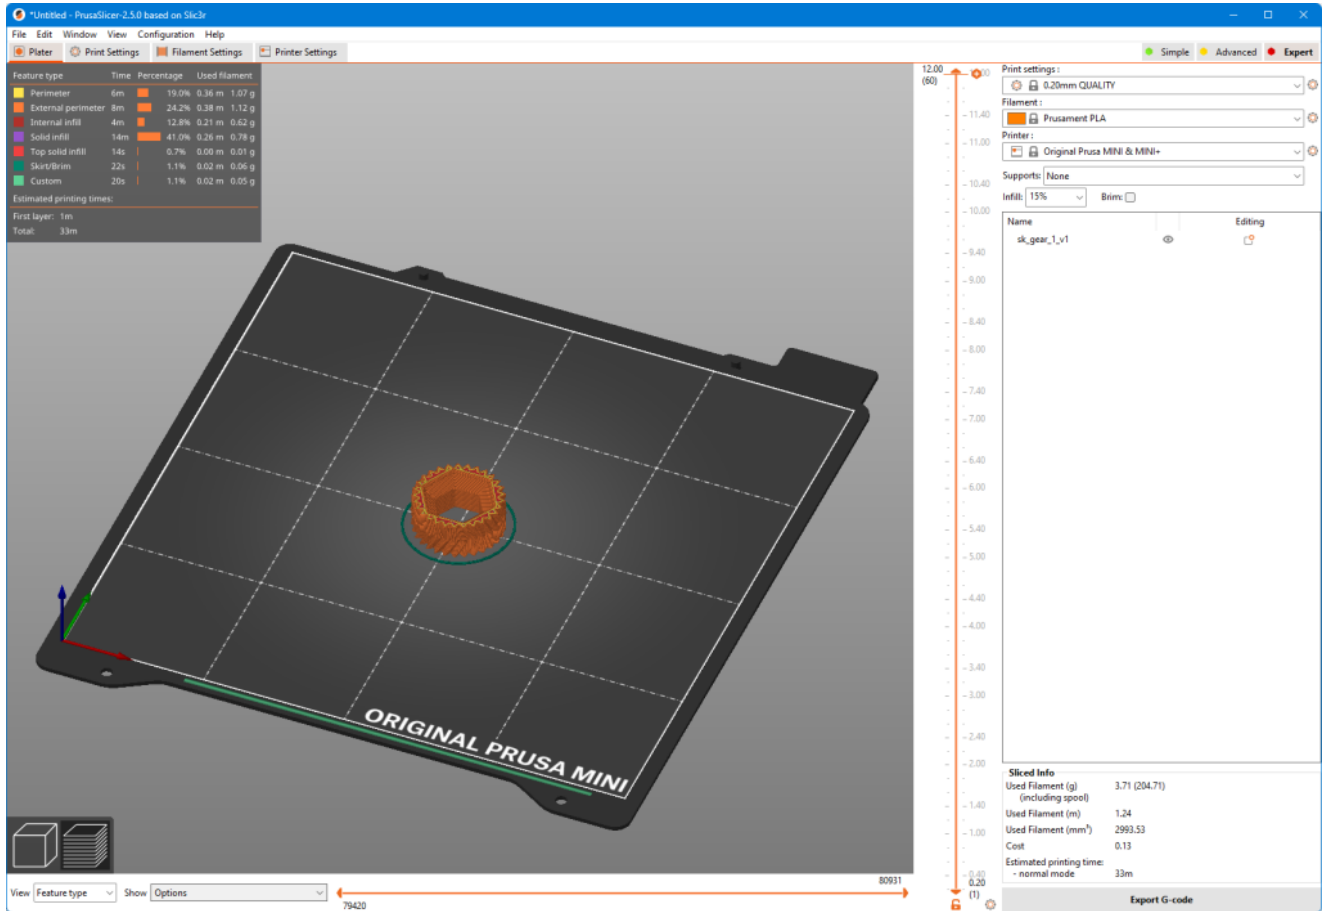 *Untitled - PrusaSlicer-2.5.0 based on Slic3r
File Edit Window View Configuration Help
Plater Print Settings Filament Settings Printer Settings Simple Advanced Expert
Feature type Time Percentage Used filament
Perimeter 6m 19.0% 0.36 m 1.07 g
External perimeter 8m 24.2% 0.38 m 1.12 g
Internal infill 4m 12.8% 0.21 m 0.62 g
Solid infill 14m 41.0% 0.26 m 0.78 g
Top solid infill 14s 0.7% 0.00 m 0.01 g
Skirt/Brim 22s 1.1% 0.02 m 0.06 g
Custom 20s 1.1% 0.02 m 0.05 g
Estimated printing times:
First layer: 1m
Total: 33m
ORIGINAL PRUSA MINI
View Feature type Show Options
79420
80931
12.00
(60)
11.40
11.00
10.40
10.00
9.40
9.00
8.40
8.00
7.40
7.00
6.40
6.00
5.40
5.00
4.40
4.00
3.40
3.00
2.40
2.00
1.40
1.00
0.40
0.20
(1)
Print settings :
0.20mm QUALITY
Filament :
Prusament PLA
Printer :
Original Prusa MINI & MINI+
Supports: None
Infill: 15% Brim:
Name Editing
sk_gear_1_v1
Sliced Info
Used Filament (g) 3.71 (204.71)
(including spool)
Used Filament (m) 1.24
Used Filament (mm³) 2993.53
Cost 0.13
Estimated printing time:
- normal mode 33m
Export G-code